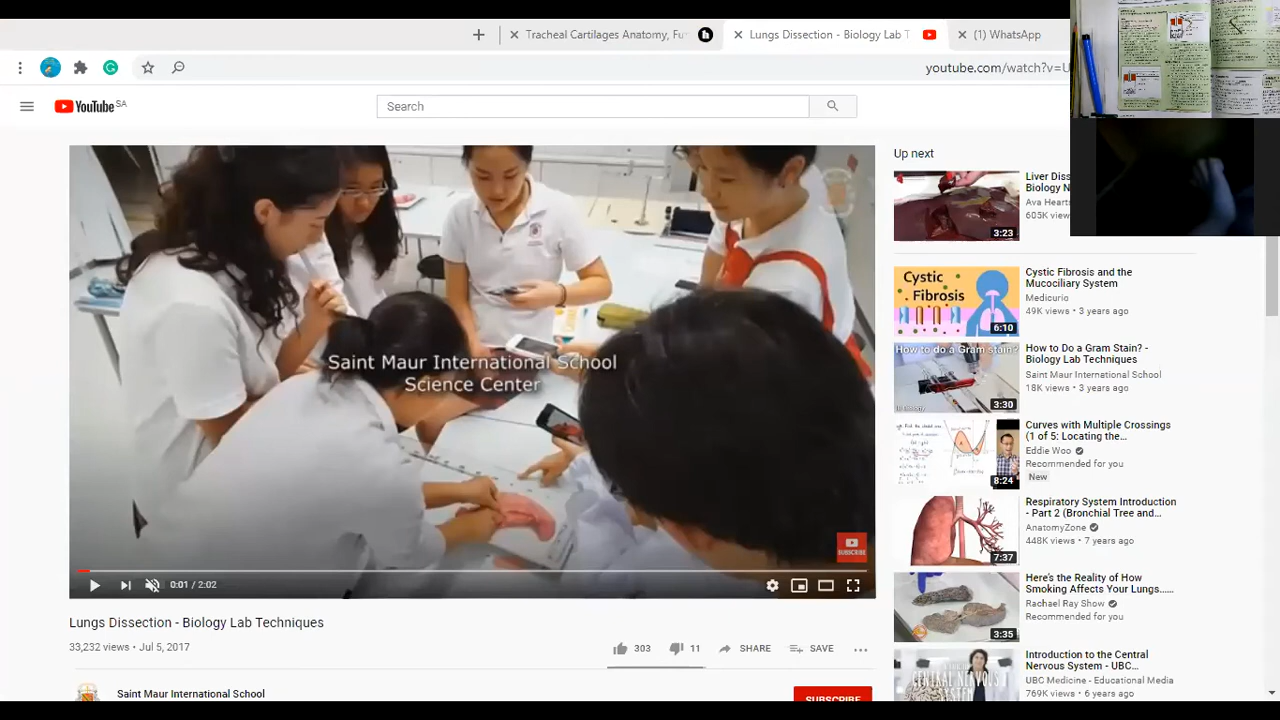 Tracheal Cartilages Anatomy, Fu
Lungs Dissection - Biology Lab T
(1) WhatsApp
youtube.com/watch?v=U
YouTube SA
Search
Saint Maur International School
Science Center
SUBSCRIBE
0:01 / 2:02
Lungs Dissection - Biology Lab Techniques
33,232 views • Jul 5, 2017
303
11
SHARE
SAVE
Saint Maur International School
SUBSCRIBE
Up next
Liver Diss
Biology N
Ava Hearts
605K view
3:23
Cystic
Fibrosis
6:10
Cystic Fibrosis and the
Mucociliary System
Medicurio
49K views • 3 years ago
How to do a Gram stain?
3:30
How to Do a Gram Stain? -
Biology Lab Techniques
Saint Maur International School
18K views • 3 years ago
8:24
Curves with Multiple Crossings
(1 of 5: Locating the...
Eddie Woo
Recommended for you
New
7:37
Respiratory System Introduction
- Part 2 (Bronchial Tree and...
AnatomyZone
448K views • 7 years ago
3:35
Here's the Reality of How
Smoking Affects Your Lungs......
Rachael Ray Show
Recommended for you
CENTRAL NERVOUS
SYSTEM
Introduction to the Central
Nervous System - UBC...
UBC Medicine - Educational Media
769K views • 6 years ago